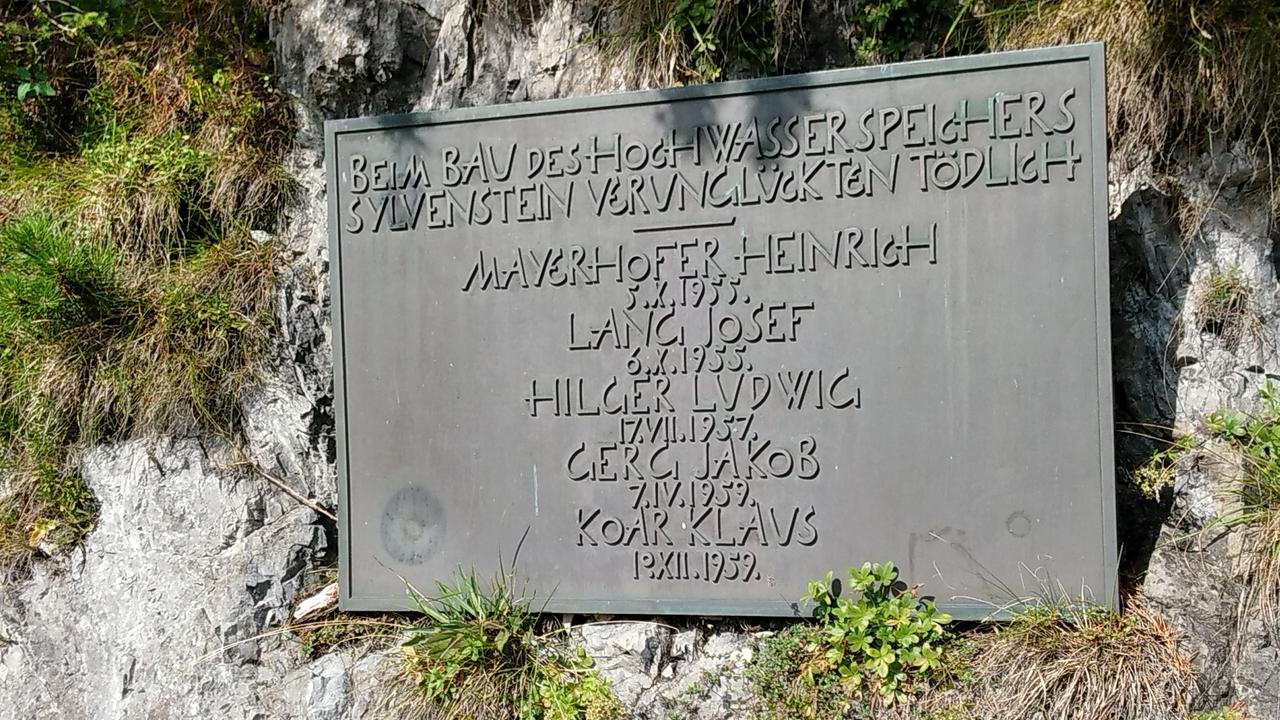 BEIM BAU DES HOCHWASSERSPEICHERS
SYLVENSTEIN VERUNGLÜCKTEN TÖDLICH
MAYERHOFER HEINRICH
5.X.1955.
LANG JOSEF
6.X.1955.
HILGER LUDWIG
17.VII.1957.
GERG JAKOB
7.IV.1959.
KOAR KLAUS
19.XII.1959.